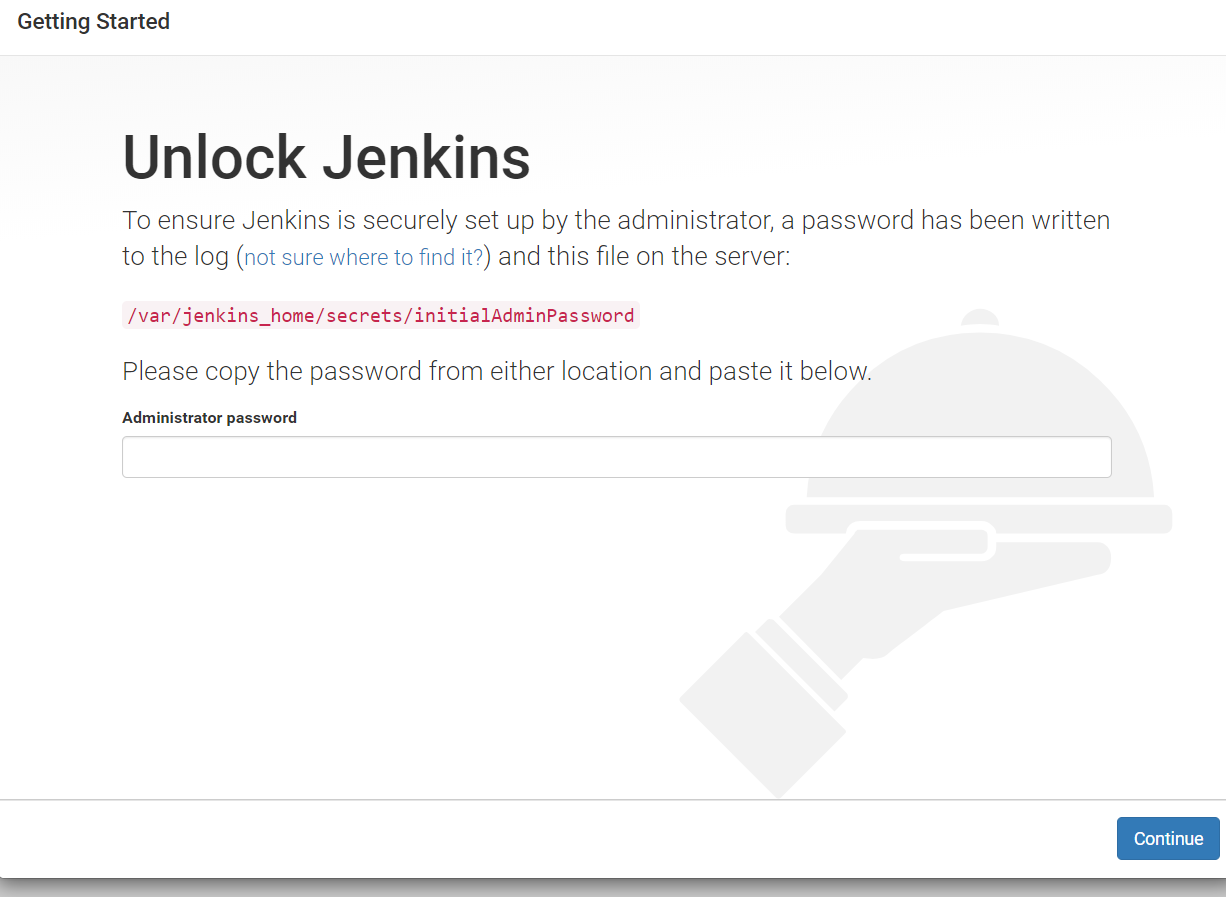 Getting Started
Unlock Jenkins
To ensure Jenkins is securely set up by the administrator, a password has been written
to the log (not sure where to find it?) and this file on the server:
/var/jenkins_home/secrets/initialAdminPassword
Please copy the password from either location and paste it below.
Administrator password
Continue